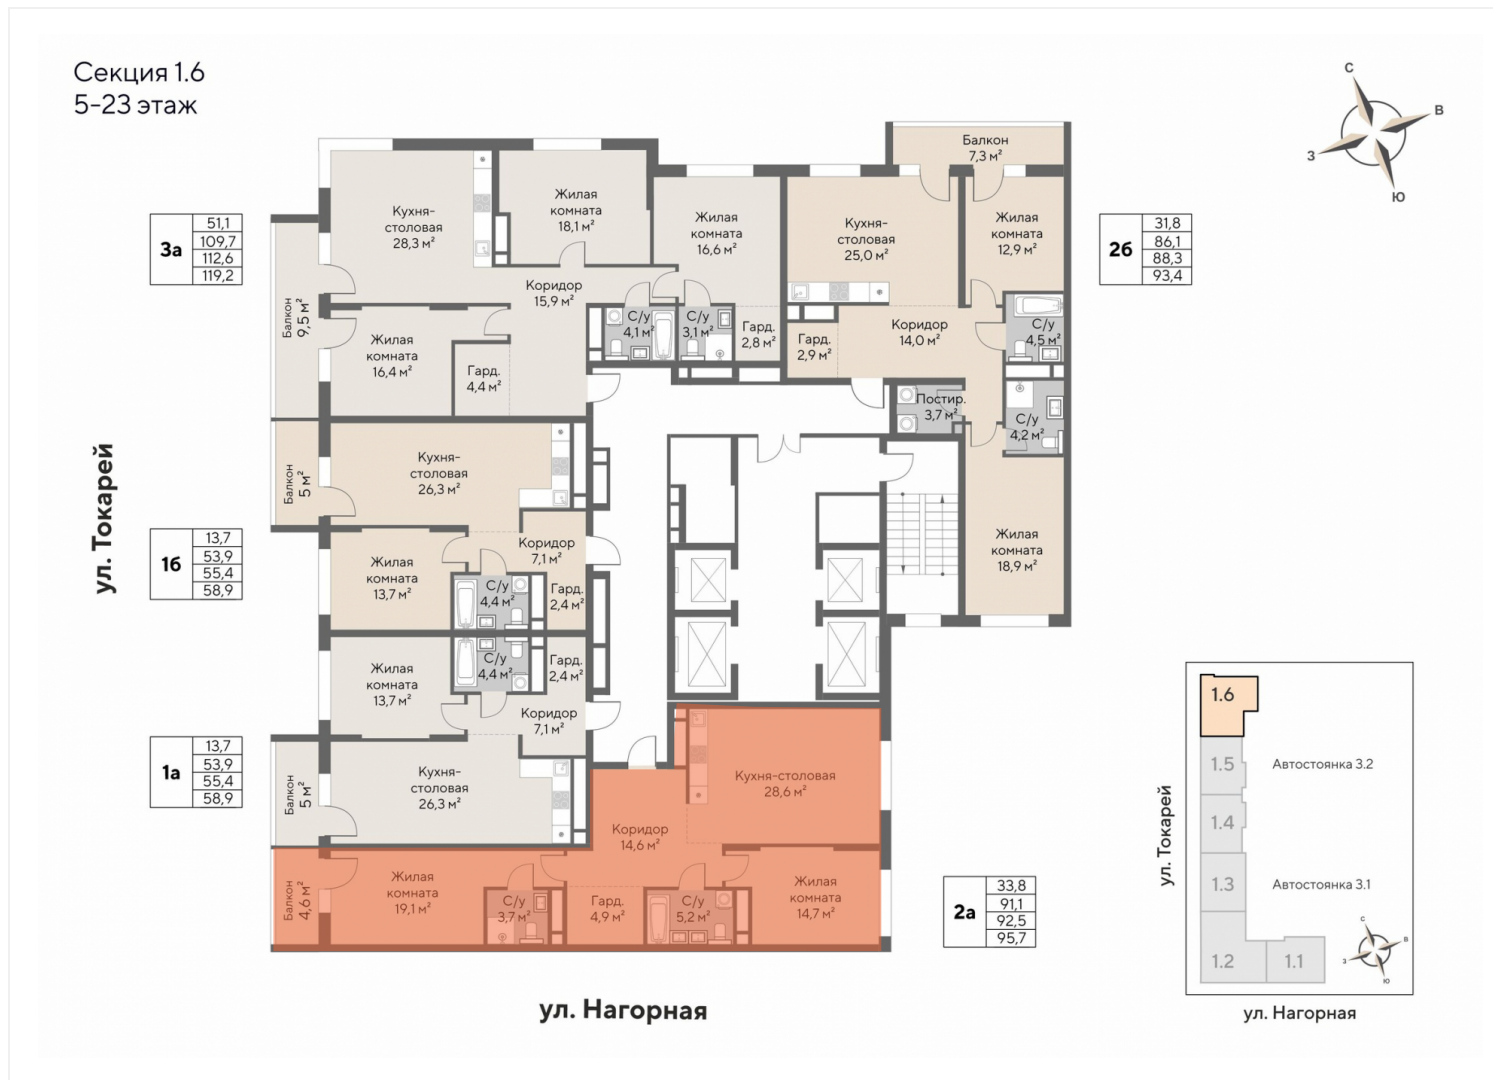 Секция 1.6
5-23 этаж
С
В
З
Ю
Балкон
7,3 м²
Жилая
комната
18,1 м²
Кухня-
столовая
28,3 м²
Жилая
комната
16,6 м²
Кухня-
столовая
25,0 м²
Жилая
комната
12,9 м²
3а
51,1
109,7
112,6
119,2
2б
31,8
86,1
88,3
93,4
Балкон
9,5 м²
Коридор
15,9 м²
С/у
4,1 м²
С/у
3,1 м²
Гард.
2,8 м²
Гард.
2,9 м²
Коридор
14,0 м²
С/у
4,5 м²
Жилая
комната
16,4 м²
Гард.
4,4 м²
Постир.
3,7 м²
С/у
4,2 м²
ул. Токарей
Балкон
5 м²
Кухня-
столовая
26,3 м²
1б
13,7
53,9
55,4
58,9
Коридор
7,1 м²
Жилая
комната
13,7 м²
С/у
4,4 м²
Гард.
2,4 м²
Жилая
комната
18,9 м²
Жилая
комната
13,7 м²
С/у
4,4 м²
Гард.
2,4 м²
Коридор
7,1 м²
1а
13,7
53,9
55,4
58,9
Балкон
5 м²
Кухня-
столовая
26,3 м²
Кухня-столовая
28,6 м²
Коридор
14,6 м²
Балкон
4,6 м²
Жилая
комната
19,1 м²
С/у
3,7 м²
Гард.
4,9 м²
С/у
5,2 м²
Жилая
комната
14,7 м²
2а
33,8
91,1
92,5
95,7
ул. Нагорная
1.6
1.5
Автостоянка 3.2
1.4
ул. Токарей
1.3
Автостоянка 3.1
1.2
1.1
С
В
З
Ю
ул. Нагорная